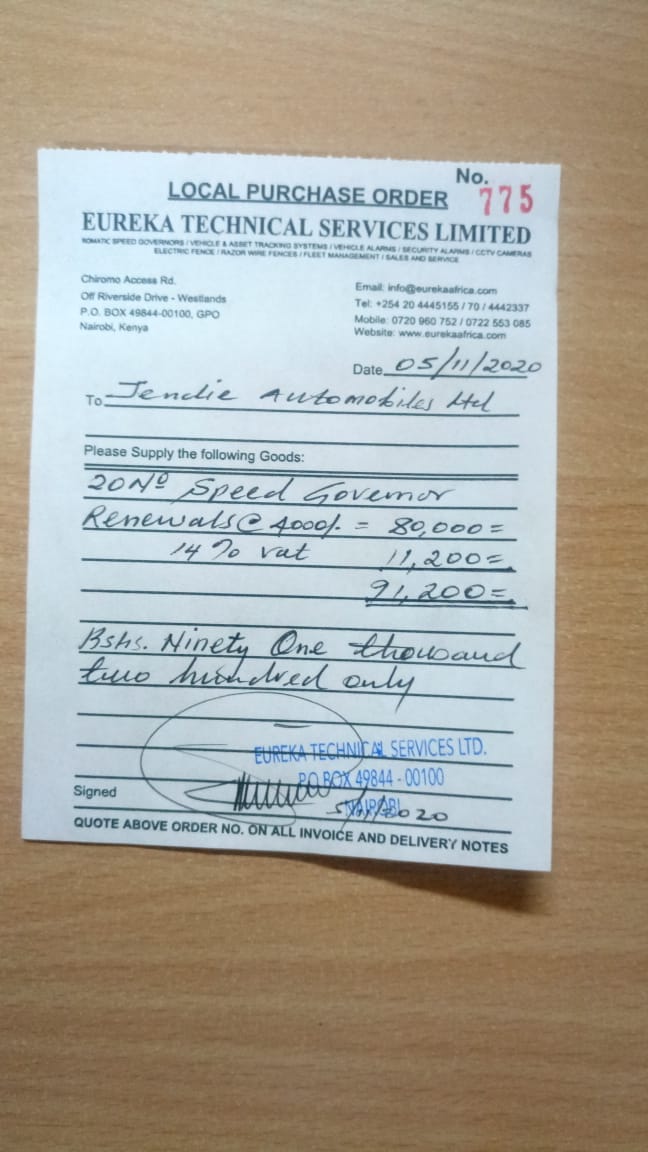 No. 775
LOCAL PURCHASE ORDER
EUREKA TECHNICAL SERVICES LIMITED
ROMATIC SPEED GOVERNORS / VEHICLE & ASSET TRACKING SYSTEMS / VEHICLE ALARMS / SECURITY ALARMS / CCTV CAMERAS
ELECTRIC FENCE / RAZOR WIRE FENCES / FLEET MANAGEMENT / SALES AND SERVICE
Chiromo Access Rd.
Off Riverside Drive - Westlands
P.O. BOX 49844-00100, GPO
Nairobi, Kenya
Email: info@eurekaafrica.com
Tel: +254 20 4445155 / 70 / 4442337
Mobile: 0720 960 752 / 0722 553 085
Website: www.eurekaafrica.com
Date 05/11/2020
To Jendie Automobiles Ltd
Please Supply the following Goods:
20 No Speed Governor
Renewals @ 4000/. = 80,000=
14% vat 11,200=
91,200=
Kshs. Ninety One thousand
two hundred only
EUREKA TECHNICAL SERVICES LTD.
P.O BOX 49844 - 00100
NAIROBI
Signed 5/11/2020
QUOTE ABOVE ORDER NO. ON ALL INVOICE AND DELIVERY NOTES